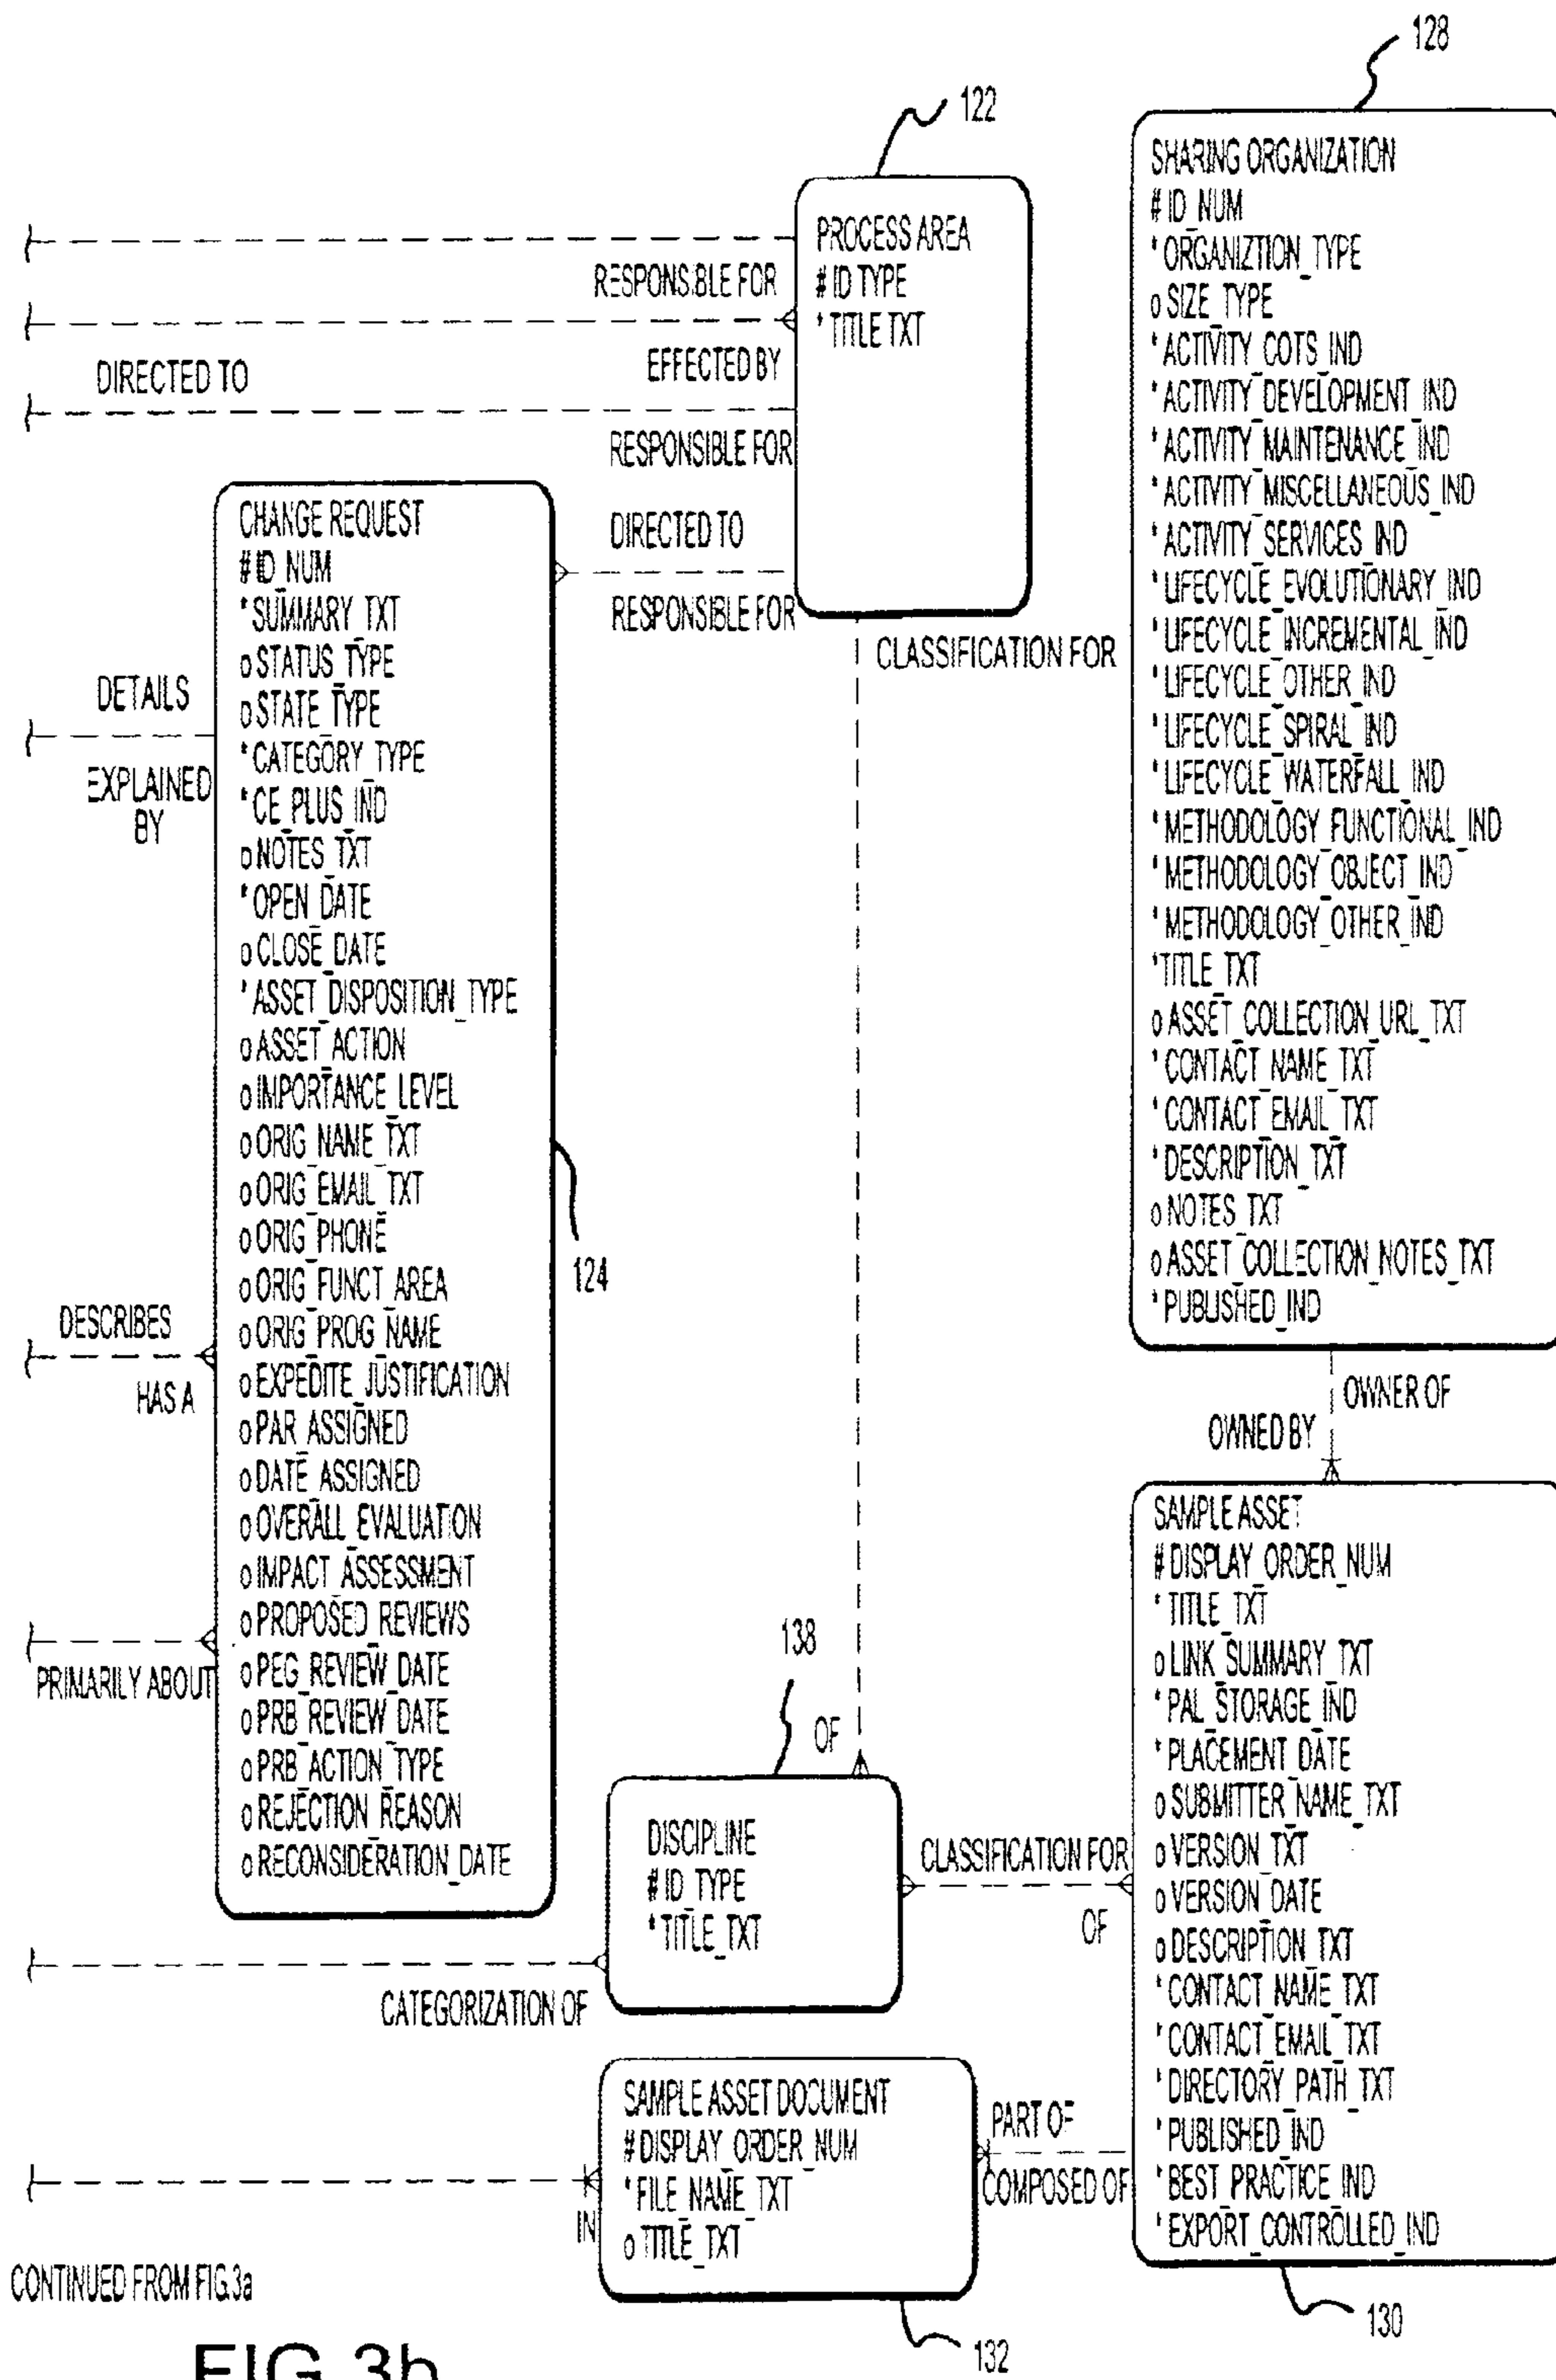 128
122
SHARING ORGANIZATION
# ID_NUM
* ORGANIZTION_TYPE
o SIZE_TYPE
* ACTIVITY_COTS_IND
* ACTIVITY_DEVELOPMENT_IND
* ACTIVITY_MAINTENANCE_IND
* ACTIVITY_MISCELLANEOUS_IND
* ACTIVITY_SERVICES_IND
* LIFECYCLE_EVOLUTIONARY_IND
* LIFECYCLE_INCREMENTAL_IND
* LIFECYCLE_OTHER_IND
* LIFECYCLE_SPIRAL_IND
* LIFECYCLE_WATERFALL_IND
* METHODOLOGY_FUNCTIONAL_IND
* METHODOLOGY_OBJECT_IND
* METHODOLOGY_OTHER_IND
* TITLE_TXT
o ASSET_COLLECTION_URL_TXT
* CONTACT_NAME_TXT
* CONTACT_EMAIL_TXT
* DESCRIPTION_TXT
o NOTES_TXT
o ASSET_COLLECTION_NOTES_TXT
* PUBLISHED_IND
PROCESS AREA
# ID TYPE
* TITLE TXT
RESPONSIBLE FOR
EFFECTED BY
DIRECTED TO
RESPONSIBLE FOR
DIRECTED TO
RESPONSIBLE FOR
CLASSIFICATION FOR
CHANGE REQUEST
# ID_NUM
* SUMMARY_TXT
o STATUS_TYPE
o STATE_TYPE
* CATEGORY_TYPE
* CE_PLUS_IND
o NOTES_TXT
* OPEN_DATE
o CLOSE_DATE
* ASSET_DISPOSITION_TYPE
o ASSET_ACTION
o IMPORTANCE_LEVEL
o ORIG_NAME_TXT
o ORIG_EMAIL_TXT
o ORIG_PHONE
o ORIG_FUNCT_AREA
o ORIG_PROG_NAME
o EXPEDITE_JUSTIFICATION
o PAR_ASSIGNED
o DATE_ASSIGNED
o OVERALL_EVALUATION
o IMPACT_ASSESSMENT
o PROPOSED_REVIEWS
o PEG_REVIEW_DATE
o PRB_REVIEW_DATE
o PRB_ACTION_TYPE
o REJECTION_REASON
o RECONSIDERATION_DATE
124
DETAILS
EXPLAINED
BY
DESCRIBES
HAS A
PRIMARILY ABOUT
OWNER OF
OWNED BY
SAMPLE ASSET
# DISPLAY_ORDER_NUM
* TITLE_TXT
o LINK_SUMMARY_TXT
* PAL_STORAGE_IND
* PLACEMENT_DATE
o SUBMITTER_NAME_TXT
o VERSION_TXT
o VERSION_DATE
o DESCRIPTION_TXT
* CONTACT_NAME_TXT
* CONTACT_EMAIL_TXT
* DIRECTORY_PATH_TXT
* PUBLISHED_IND
* BEST_PRACTICE_IND
* EXPORT_CONTROLLED_IND
130
138
OF
DISCIPLINE
# ID_TYPE
* TITLE_TXT
CLASSIFICATION FOR
OF
CATEGORIZATION OF
SAMPLE ASSET DOCUMENT
# DISPLAY_ORDER_NUM
* FILE_NAME_TXT
o TITLE_TXT
PART OF
COMPOSED OF
IN
132
CONTINUED FROM FIG.3a
FIG.3b